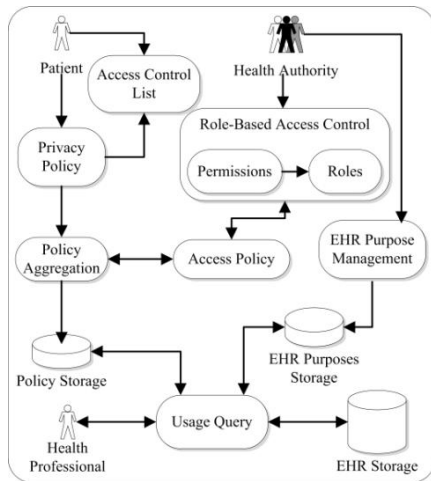 Patient
Access Control
List
Health Authority
Role-Based Access Control
Permissions
Roles
Privacy
Policy
Policy
Aggregation
Access Policy
EHR Purpose
Management
Policy Storage
EHR Purposes
Storage
Usage Query
Health
Professional
EHR Storage